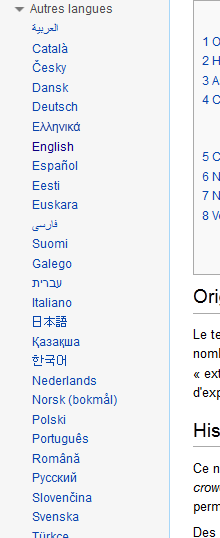 Autres langues
العربية
Català
Česky
Dansk
Deutsch
Ελληνικά
English
Español
Eesti
Euskara
فارسی
Suomi
Galego
עברית
Italiano
日本語
Қазақша
한국어
Nederlands
Norsk (bokmål)
Polski
Português
Română
Русский
Slovenčina
Svenska
Türkçe
1 O
2 H
3 A
4 C
5 C
6 N
7 N
8 V
Ori
Le te
nomb
« ext
d'exp
His
Ce n
crow
perm
Des